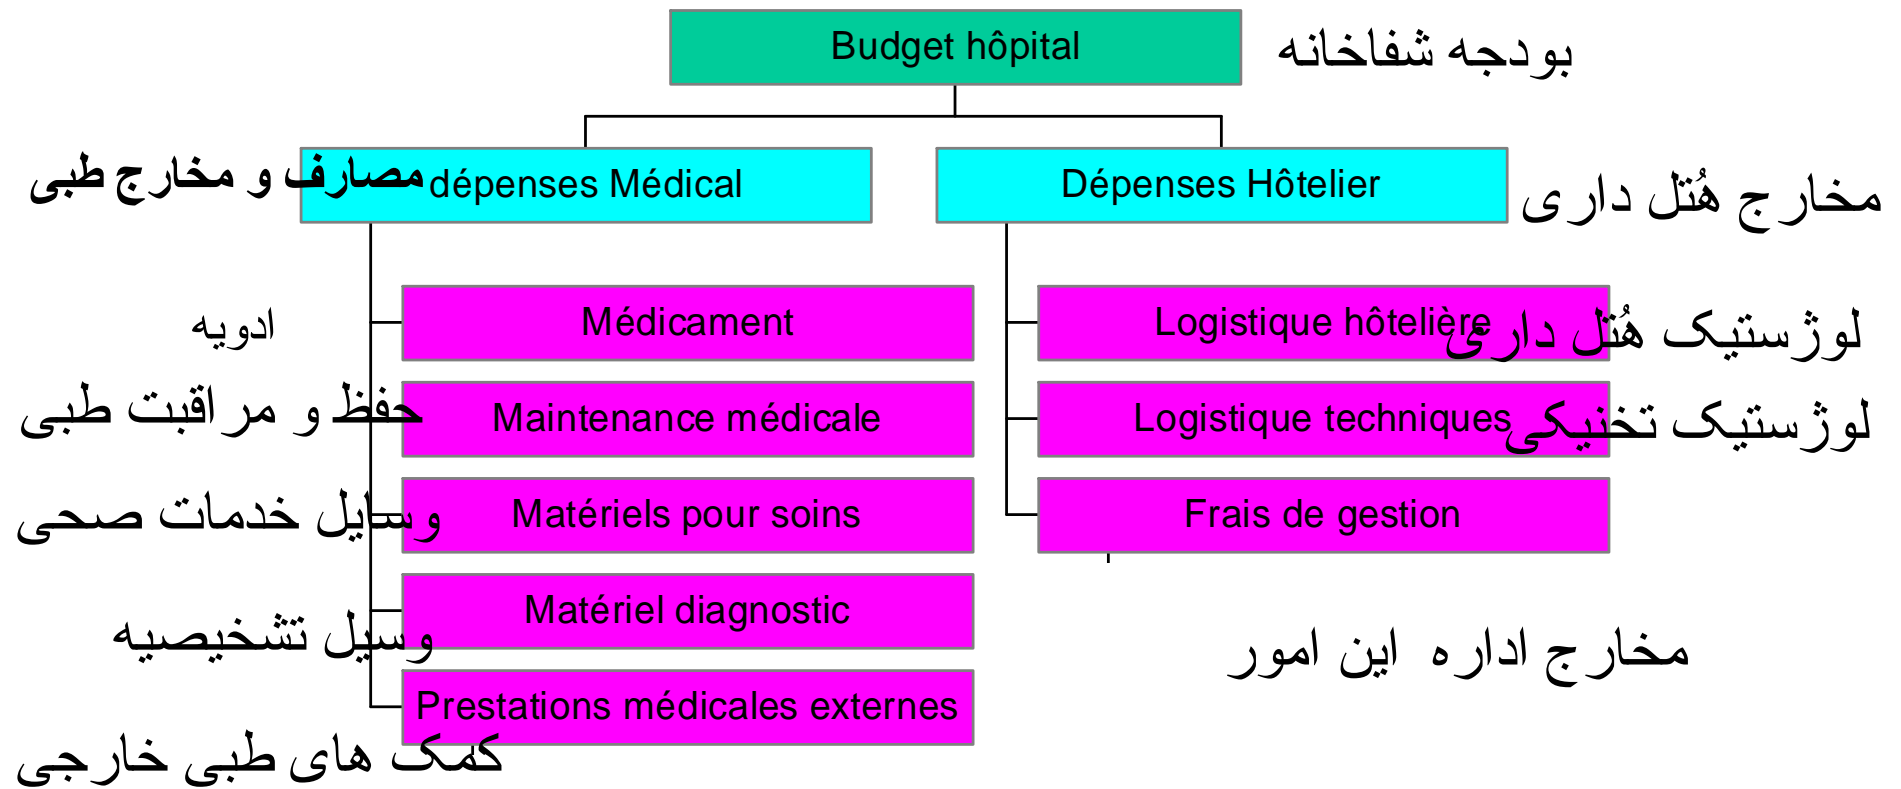 Budget hôpital
بودجه شفاخانه
dépenses Médical
مصارف و مخارج طبی
Dépenses Hôtelier
مخارج هُتل داری
Médicament
ادویه
Maintenance médicale
حفظ و مراقبت طبی
Matériels pour soins
وسایل خدمات صحی
Matériel diagnostic
وسیل تشخیصیه
Prestations médicales externes
کمک های طبی خارجی
Logistique hôtelière
لوژستیک هُتل داری
Logistique techniques
لوژستیک تخنیکی
Frais de gestion
مخارج اداره این امور